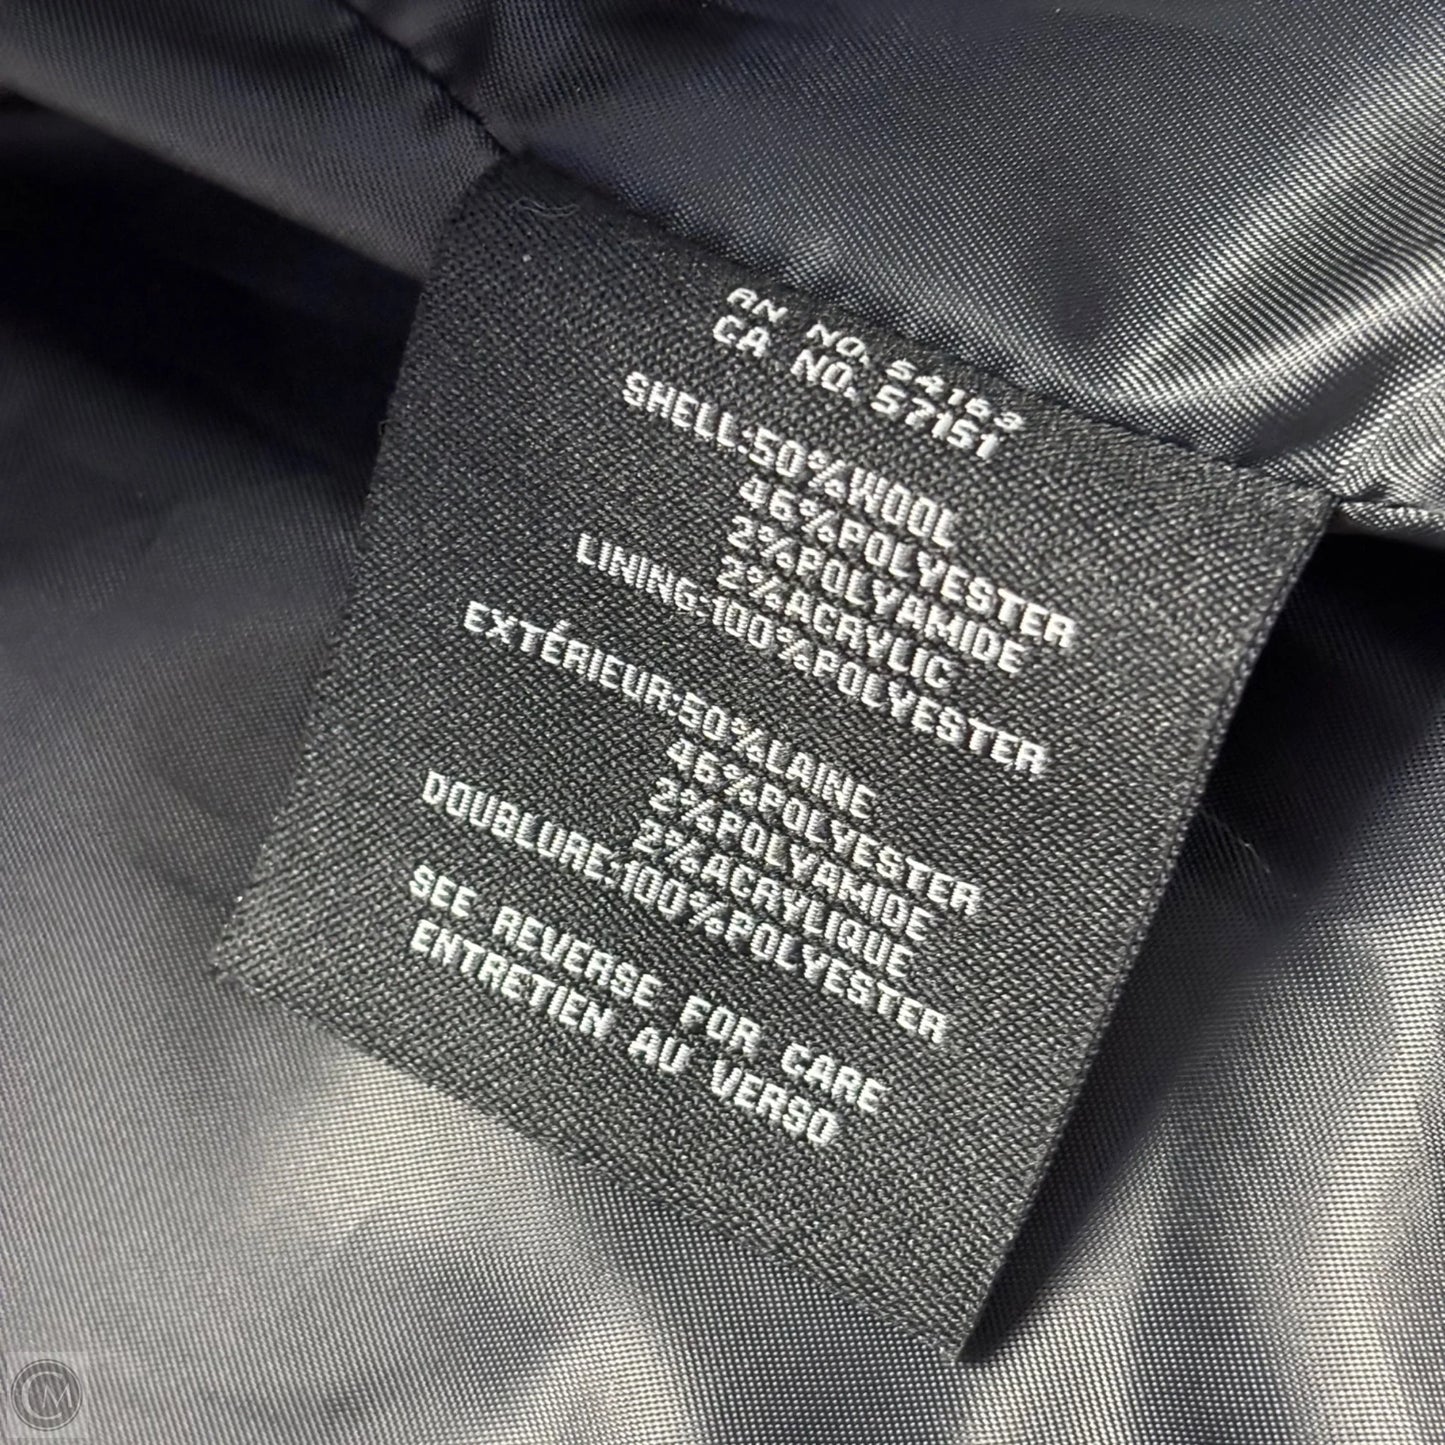 RN NO. 54163
CA NO. 57151
SHELL:50%WOOL
46%POLYESTER
2%POLYAMIDE
2%ACRYLIC
LINING:100%POLYESTER
EXTÉRIEUR:50%LAINE
46%POLYESTER
2%POLYAMIDE
2%ACRYLIQUE
DOUBLURE:100%POLYESTER
SEE REVERSE FOR CARE
ENTRETIEN AU VERSO
CM